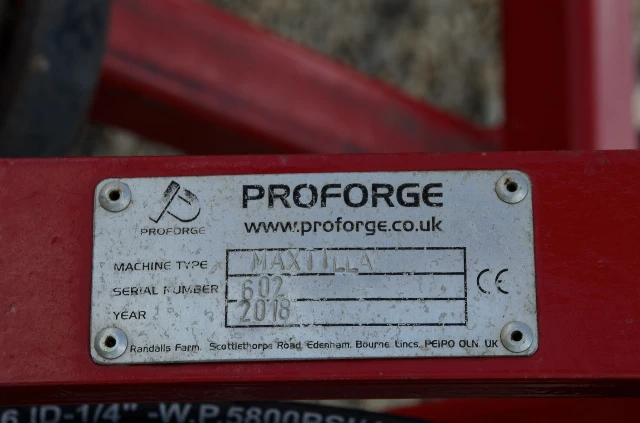 PROFORGE
PROFORGE
www.proforge.co.uk
MACHINE TYPE MAXTILLA
SERIAL NUMBER 602
YEAR 2018
CE
Randalls Farm, Scottlethorpe Road, Edenham, Bourne Lincs, PE10 0LN UK
6 ID-1/4" -W.P.5800PSI